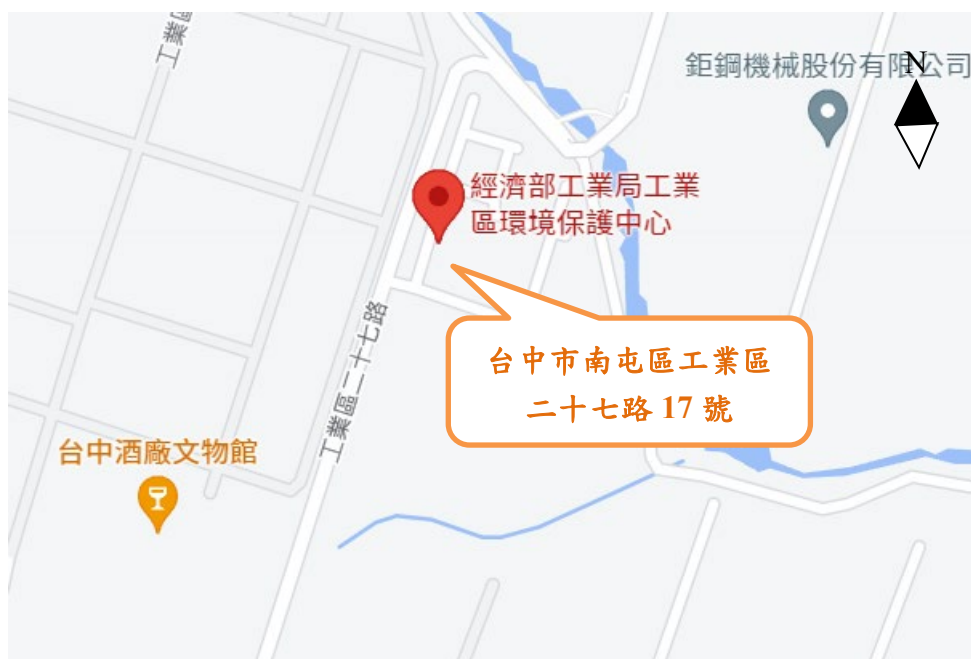 工業區
鉅鋼機械股份有限公司
N
經濟部工業局工業
區環境保護中心
工業區二十七路
台中市南屯區工業區
二十七路 17 號
台中酒廠文物館